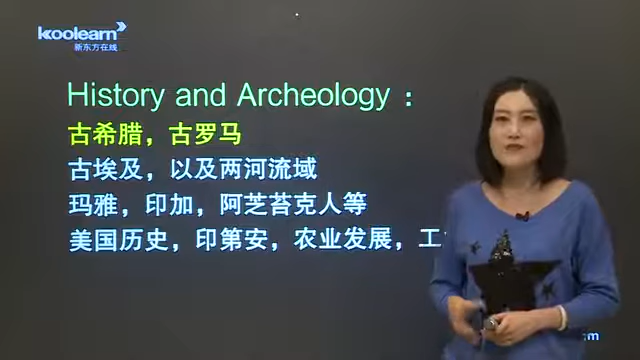 koolearn
新东方在线
History and Archeology：
古希腊，古罗马
古埃及，以及两河流域
玛雅，印加，阿芝苔克人等
美国历史，印第安，农业发展，工